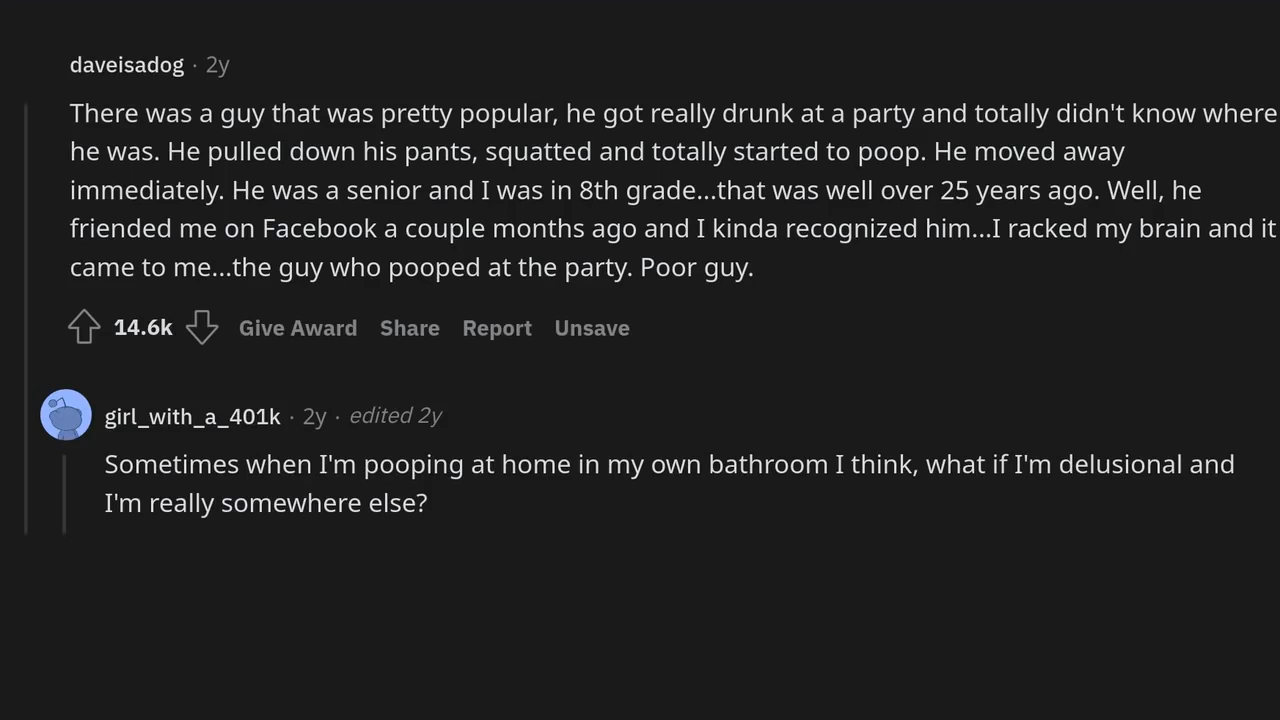 daveisadog · 2y
There was a guy that was pretty popular, he got really drunk at a party and totally didn't know where
he was. He pulled down his pants, squatted and totally started to poop. He moved away
immediately. He was a senior and I was in 8th grade...that was well over 25 years ago. Well, he
friended me on Facebook a couple months ago and I kinda recognized him...I racked my brain and it
came to me...the guy who pooped at the party. Poor guy.
14.6k Give Award Share Report Unsave
girl_with_a_401k · 2y · edited 2y
Sometimes when I'm pooping at home in my own bathroom I think, what if I'm delusional and
I'm really somewhere else?